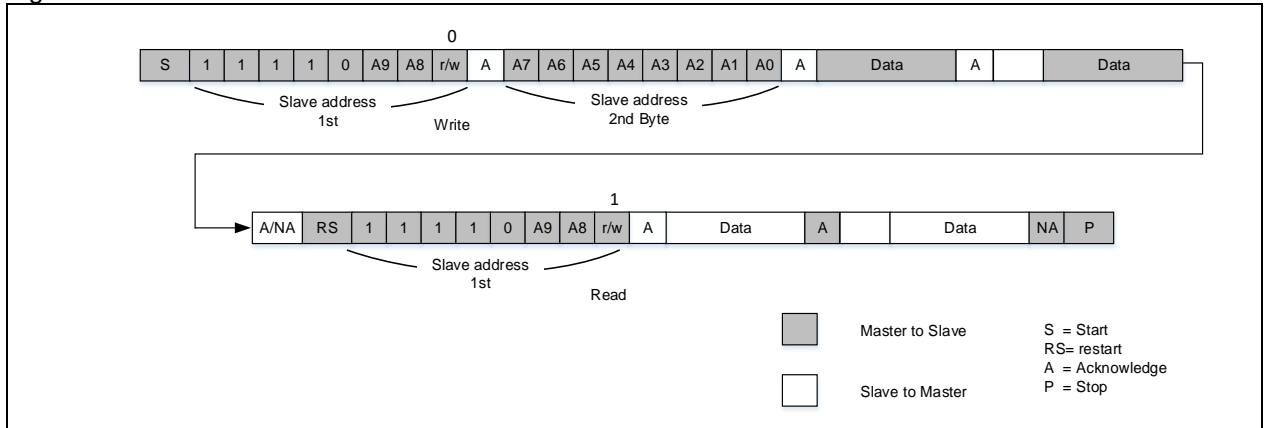 0
S 1 1 1 1 0 A9 A8 r/w A A7 A6 A5 A4 A3 A2 A1 A0 A Data A Data
Slave address
1st
Slave address
2nd Byte
Write
1
A/NA RS 1 1 1 1 0 A9 A8 r/w A Data A Data NA P
Slave address
1st
Read
Master to Slave
Slave to Master
S = Start
RS= restart
A = Acknowledge
P = Stop